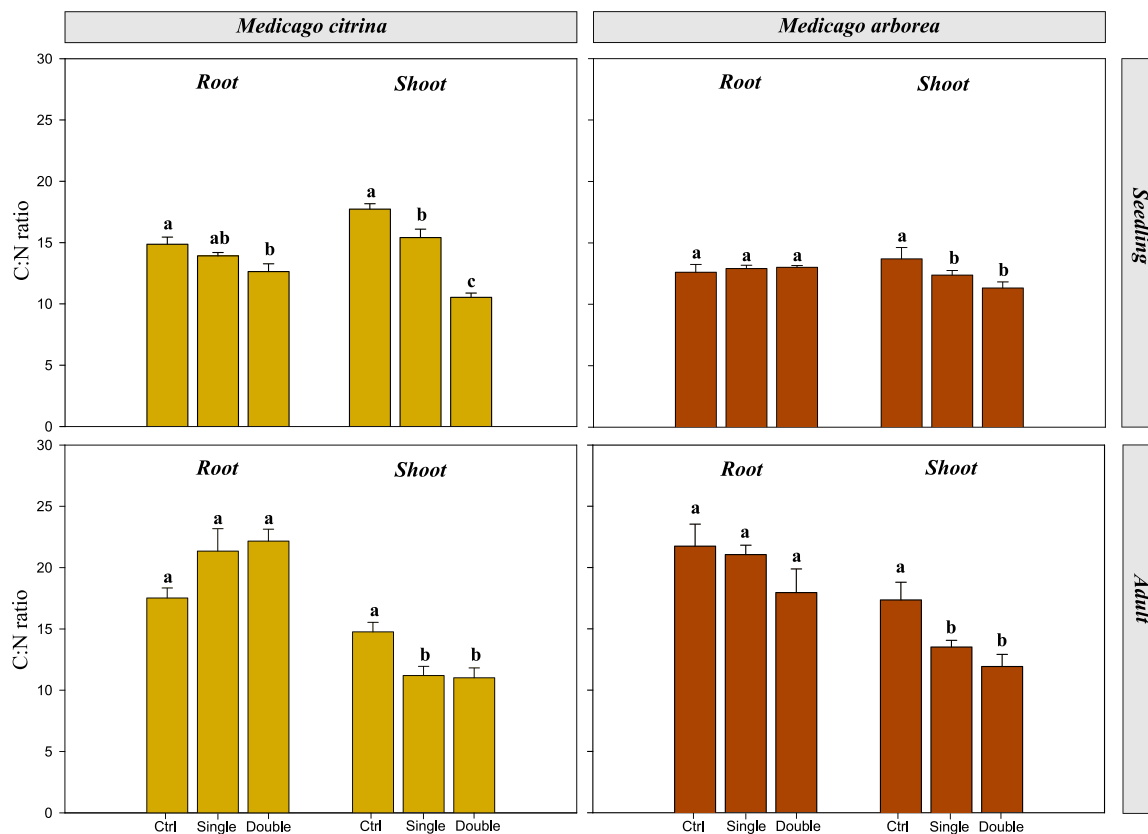 Medicago citrina
Medicago arborea
30
25
20
15
10
5
0
C:N ratio
Root
Shoot
a
ab
b
a
b
c
Root
Shoot
a
a
a
a
b
b
Seedling
30
25
20
15
10
5
0
C:N ratio
Root
Shoot
a
a
a
a
b
b
Ctrl Single Double Ctrl Single Double
Root
Shoot
a
a
a
a
b
b
Ctrl Single Double Ctrl Single Double
Adult